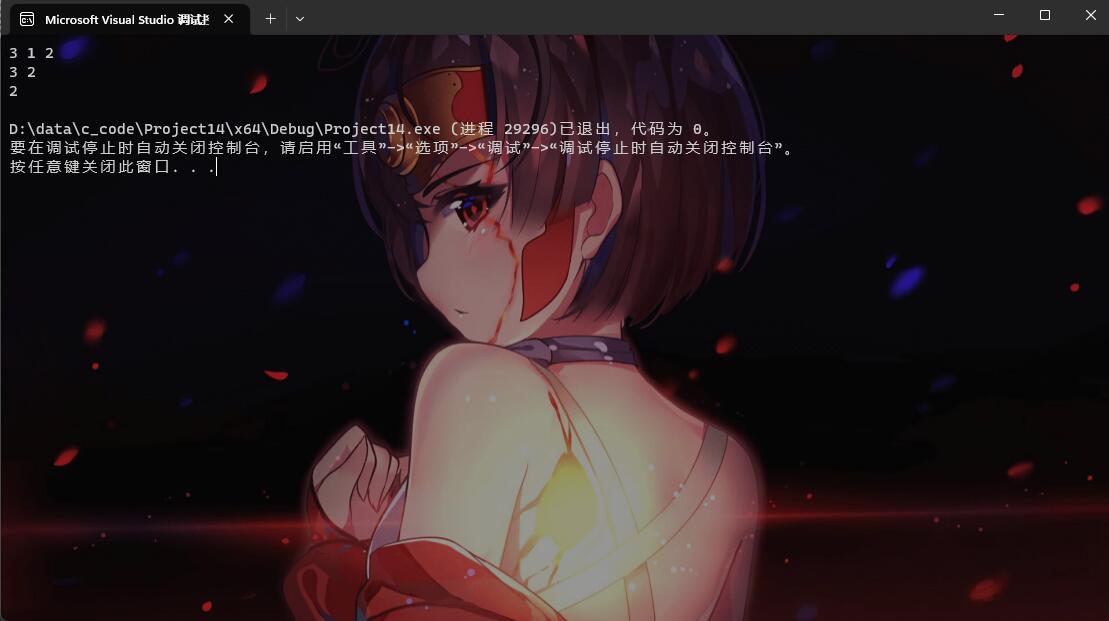 Microsoft Visual Studio 调试
3 1 2
3 2
2
D:\data\c_code\Project14\x64\Debug\Project14.exe (进程 29296)已退出，代码为 0。
要在调试停止时自动关闭控制台，请启用“工具”->“选项”->“调试”->“调试停止时自动关闭控制台”。
按任意键关闭此窗口. . .